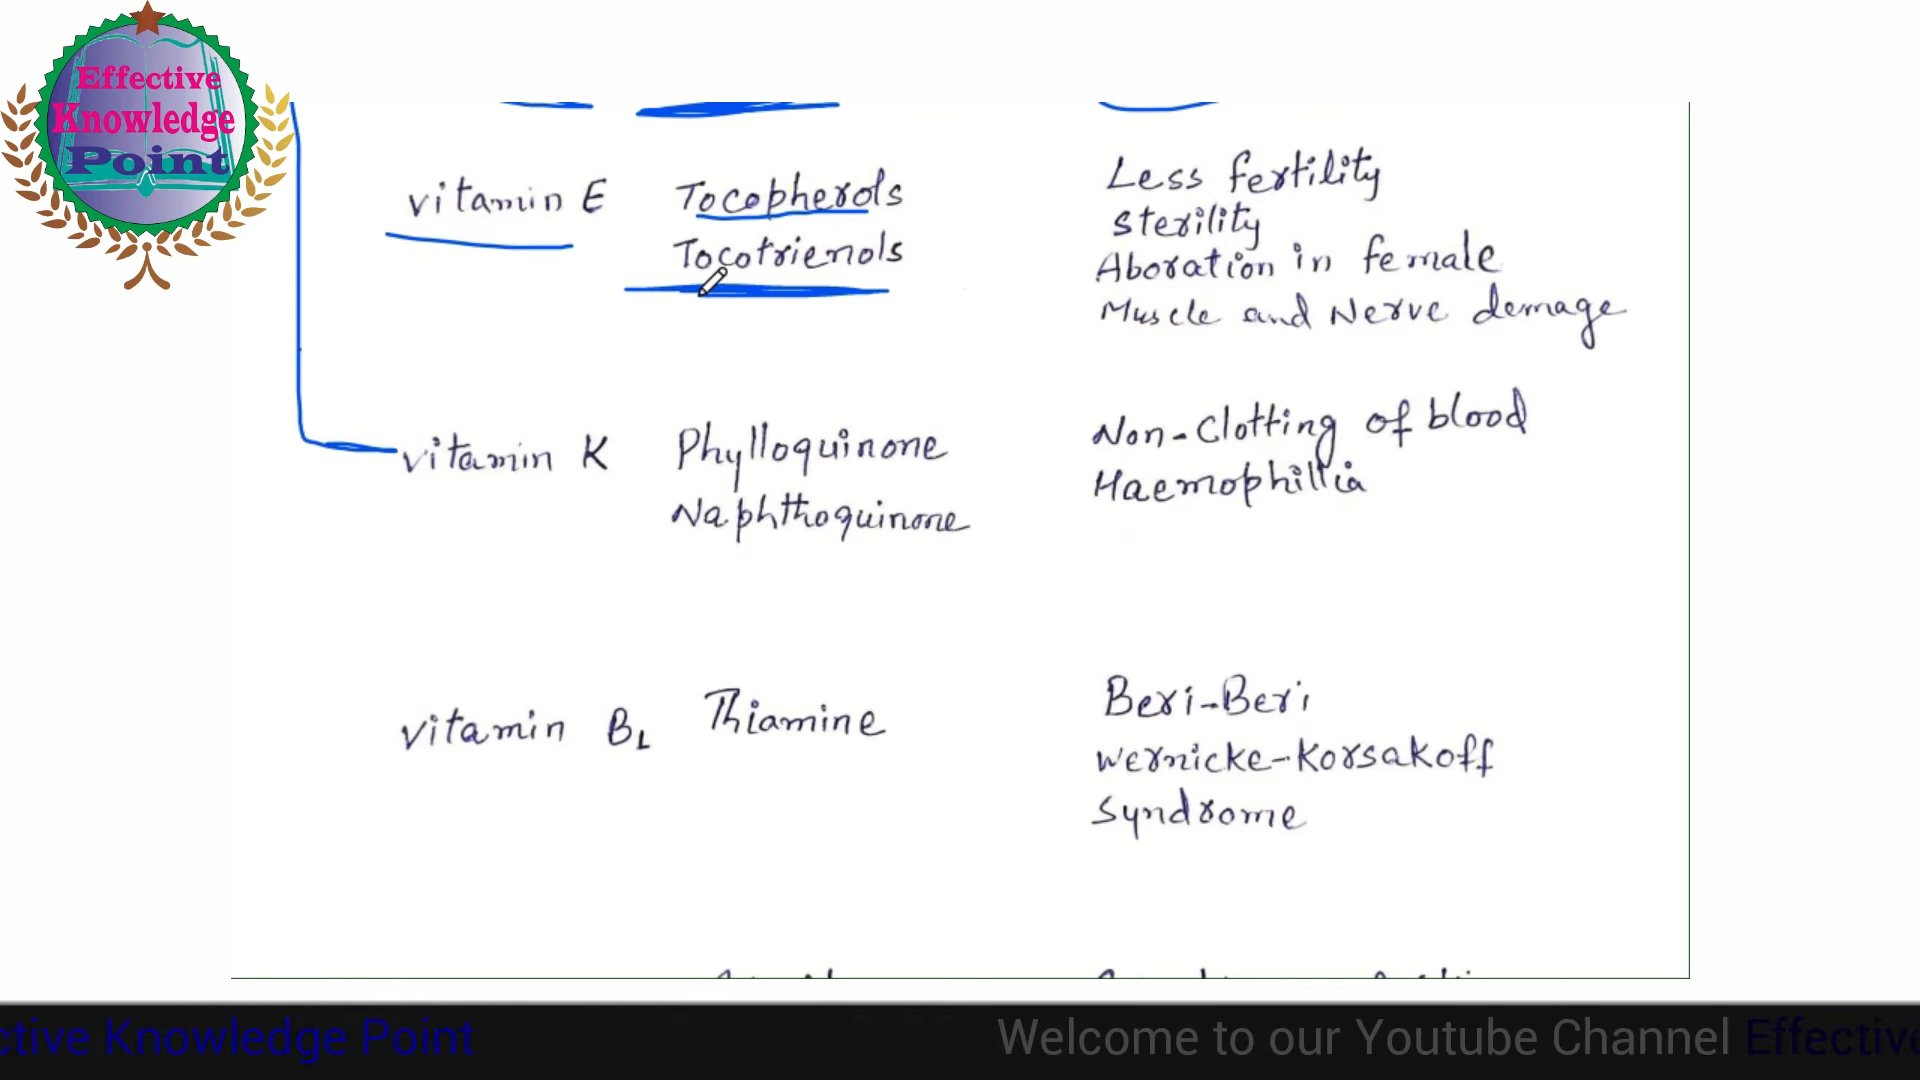 Effective
Knowledge
Point
vitamin E Tocopherols Less fertility
sterility
Tocotrienols Aboration in female
Muscle and Nerve demage
vitamin K Phylloquinone Non-Clotting of blood
Naphthoquinone Haemophillia
vitamin B1 Thiamine Beri-Beri
Wernicke-Korsakoff
Syndrome
ctive Knowledge Point Welcome to our Youtube Channel Effective